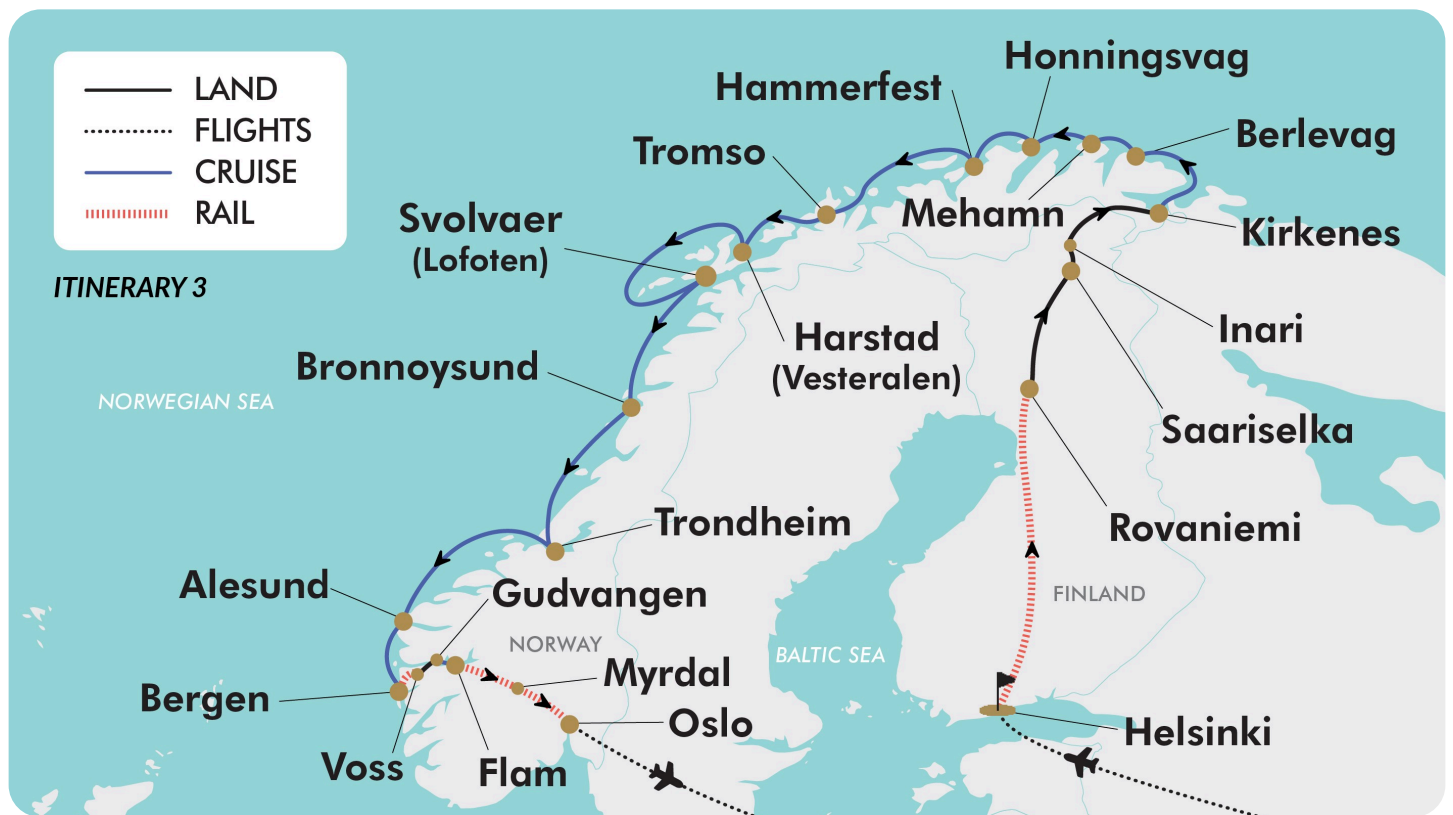 LAND
FLIGHTS
CRUISE
RAIL
ITINERARY 3
Honningsvag
Hammerfest
Berlevag
Tromso
Mehamn
Svolvaer
(Lofoten)
Kirkenes
Harstad
(Vesteralen)
Inari
Bronnoysund
NORWEGIAN SEA
Saariselka
Trondheim
Rovaniemi
Alesund
Gudvangen
FINLAND
NORWAY
BALTIC SEA
Myrdal
Bergen
Oslo
Helsinki
Voss
Flam